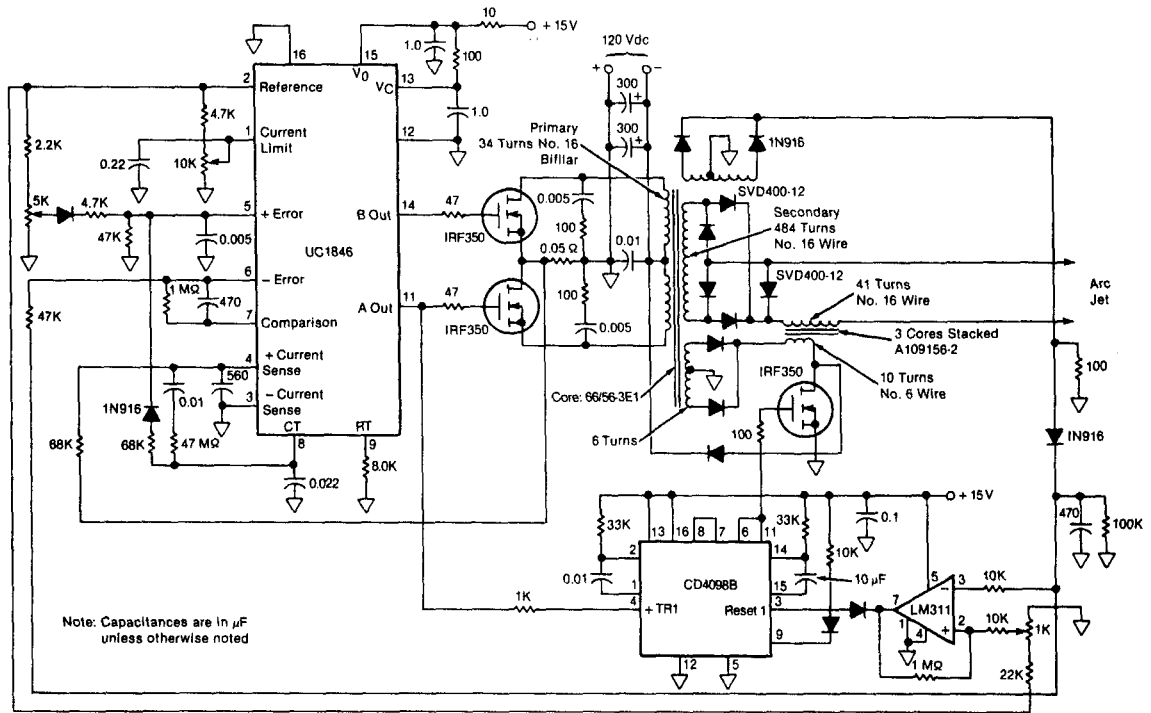 10
+ 15V
16
15
V0
1.0
100
120 Vdc
+
−
2
Reference
VC
13
1.0
300
+
300
+
1
Current
Limit
4.7K
12
Primary
34 Turns No. 16
Bifilar
1N916
2.2K
0.22
10K
SVD400-12
5K
4.7K
5
+ Error
B Out
14
47
0.005
100
Secondary
484 Turns
No. 16 Wire
47K
0.005
IRF350
0.05 Ω
0.01
UC1846
SVD400-12
6
− Error
41 Turns
No. 16 Wire
Arc
Jet
1 MΩ
470
A Out
11
47
100
47K
7
Comparison
IRF350
0.005
3 Cores Stacked
A109156-2
4
+ Current
Sense
560
IRF350
10 Turns
No. 6 Wire
100
0.01
3
− Current
Sense
Core: 66/56-3E1
1N916
CT
RT
100
6 Turns
1N916
68K
68K
47 MΩ
8
9
8.0K
0.022
+ 15V
33K
13
16
8
7
6
11
33K
0.1
470
100K
2
14
10K
0.01
1
CD4098B
15
10 µF
5
3
10K
−
1K
4
+ TR1
Reset 1
3
7
LM311
1
4
+
2
10K
1K
9
Note: Capacitances are in µF
unless otherwise noted
12
5
1 MΩ
22K